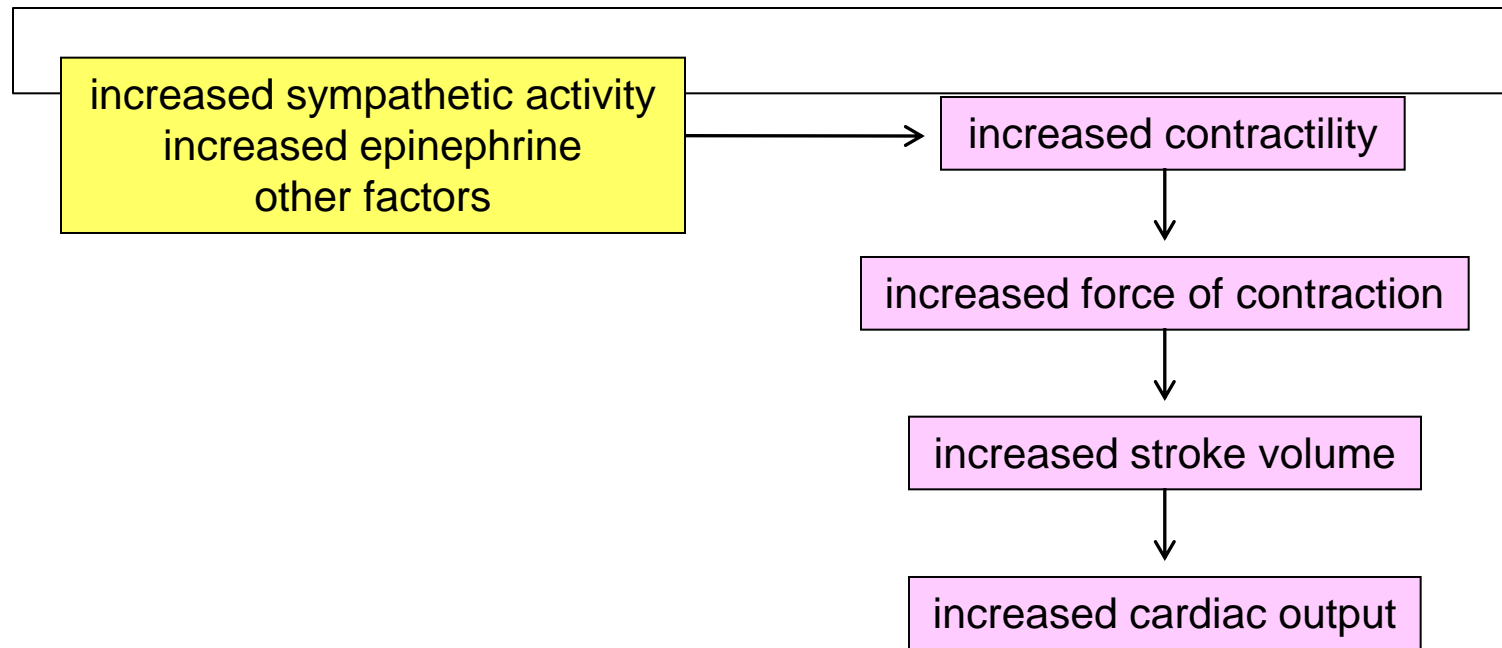 increased sympathetic activity
increased epinephrine
other factors
increased contractility
increased force of contraction
increased stroke volume
increased cardiac output